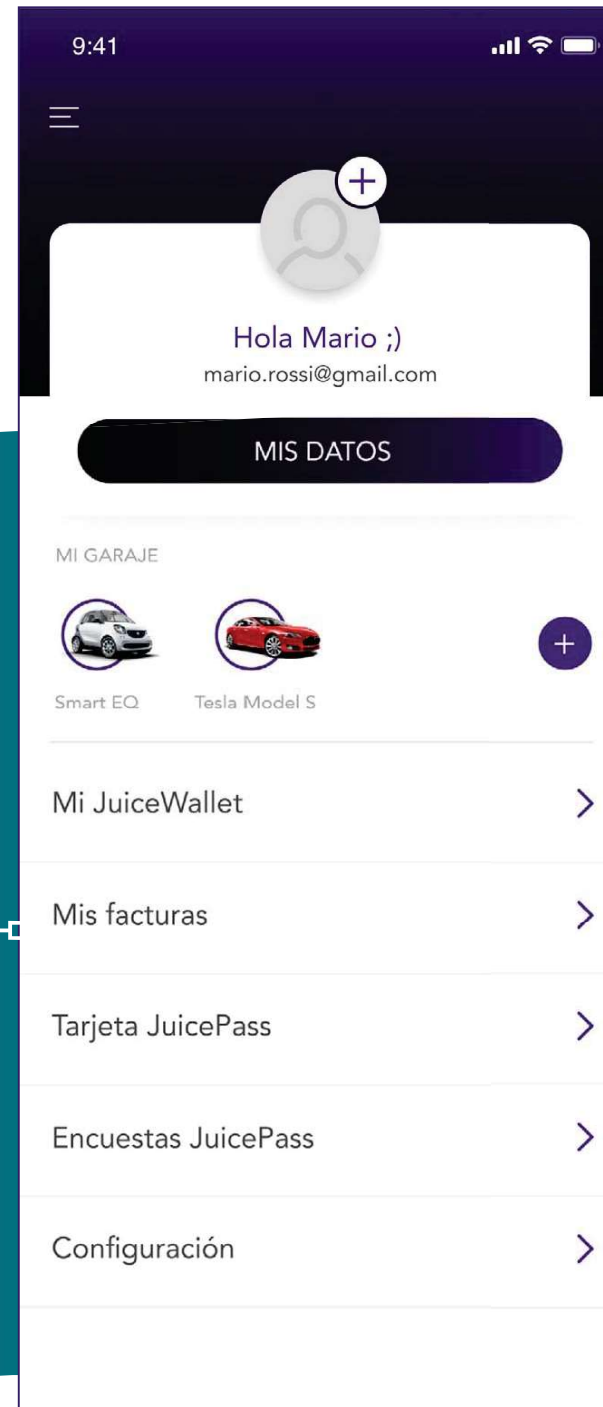 9:41
Hola Mario ;)
mario.rossi@gmail.com
MIS DATOS
MI GARAJE
Smart EQ Tesla Model S
Mi JuiceWallet
Mis facturas
Tarjeta JuicePass
Encuestas JuicePass
Configuración